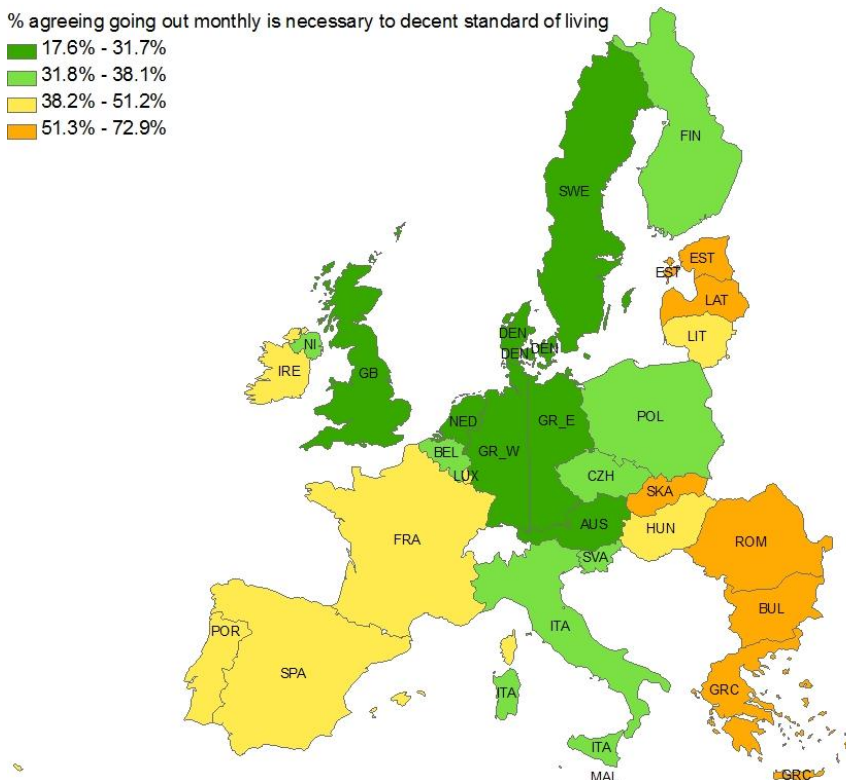 % agreeing going out monthly is necessary to decent standard of living
17.6% - 31.7%
31.8% - 38.1%
38.2% - 51.2%
51.3% - 72.9%
FIN
SWE
EST
EST
LAT
LIT
DEN
DEN
DEN
NI
IRE
GB
POL
NED
GR_E
GR_W
BEL
LUX
CZH
SKA
AUS
HUN
FRA
ROM
SVA
BUL
POR
ITA
SPA
GRC
ITA
ITA
MAL
GRC